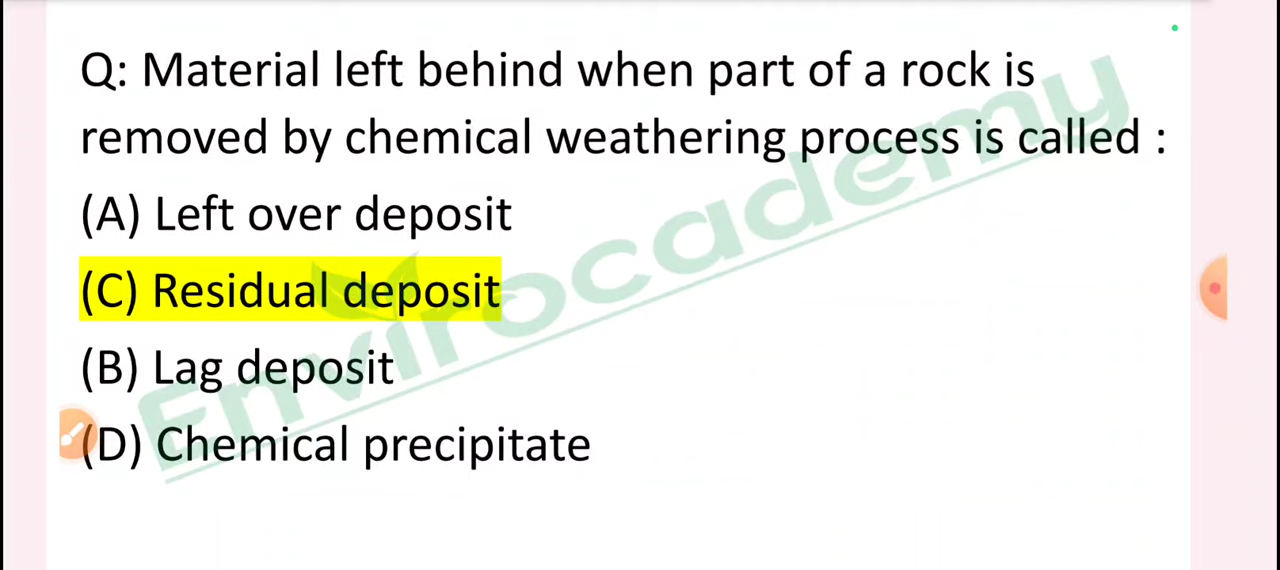 Q: Material left behind when part of a rock is
removed by chemical weathering process is called :
(A) Left over deposit
(C) Residual deposit
(B) Lag deposit
(D) Chemical precipitate
Envirocademy